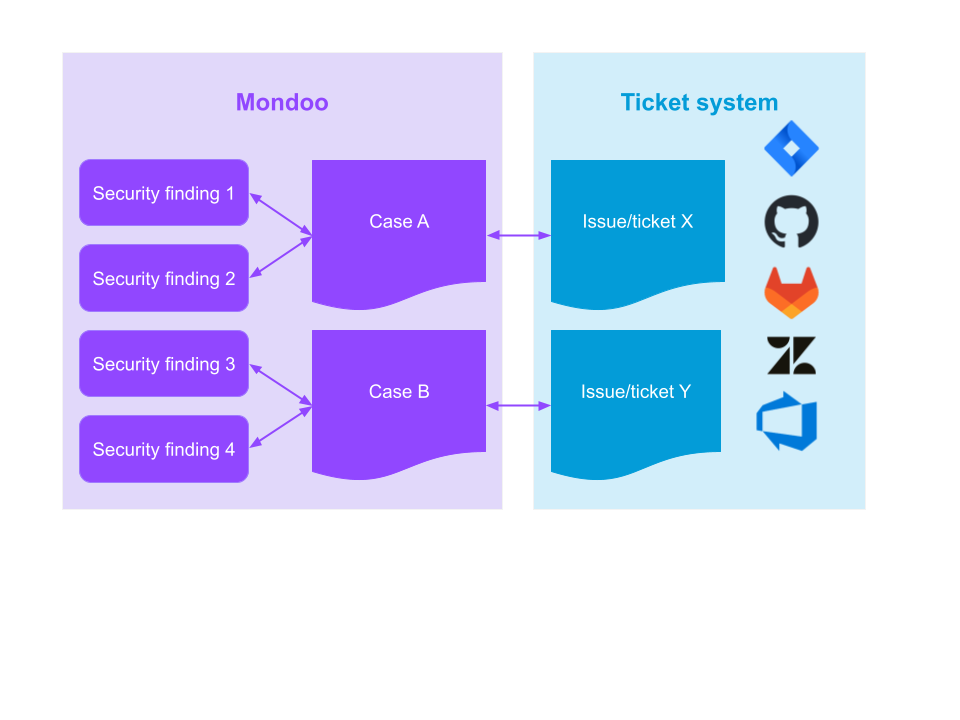 Mondoo
Ticket system
Security finding 1
Security finding 2
Security finding 3
Security finding 4
Case A
Case B
Issue/ticket X
Issue/ticket Y